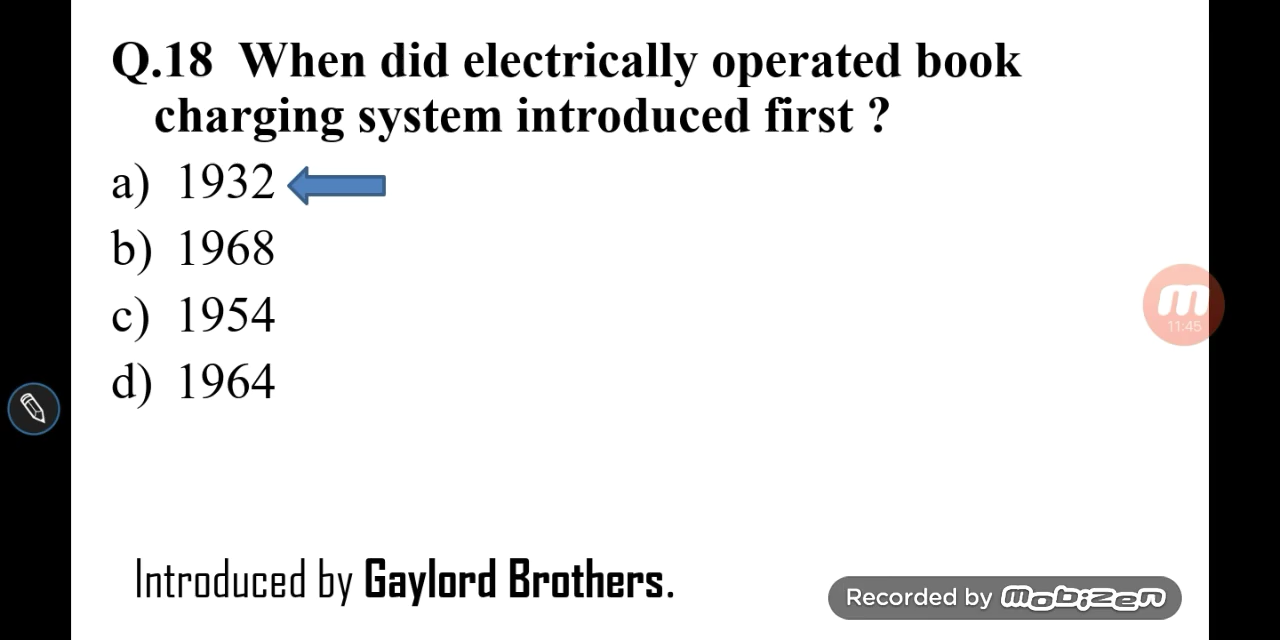 Q.18 When did electrically operated book
charging system introduced first ?
a) 1932
b) 1968
c) 1954
d) 1964
m
11:45
Introduced by Gaylord Brothers.
Recorded by mobizen